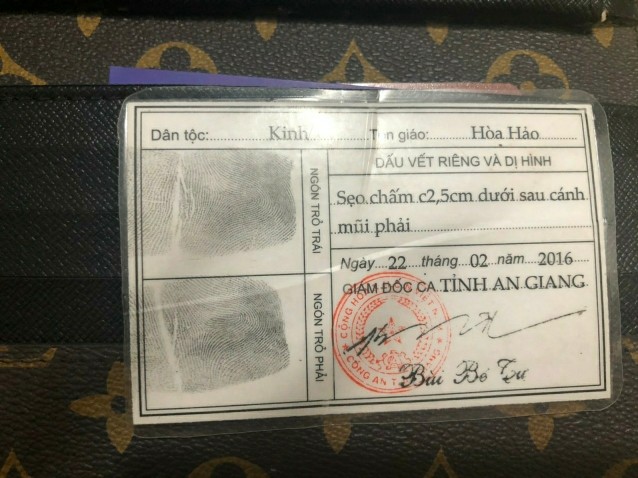 Dân tộc: Kinh Tôn giáo: Hòa Hảo
NGÓN TRỎ TRÁI
NGÓN TRỎ PHẢI
DẤU VẾT RIÊNG VÀ DỊ HÌNH
Sẹo chấm c2,5cm dưới sau cánh
mũi phải
Ngày 22 tháng 02 năm 2016
GIÁM ĐỐC CA TỈNH AN GIANG
Bùi Bé Tư